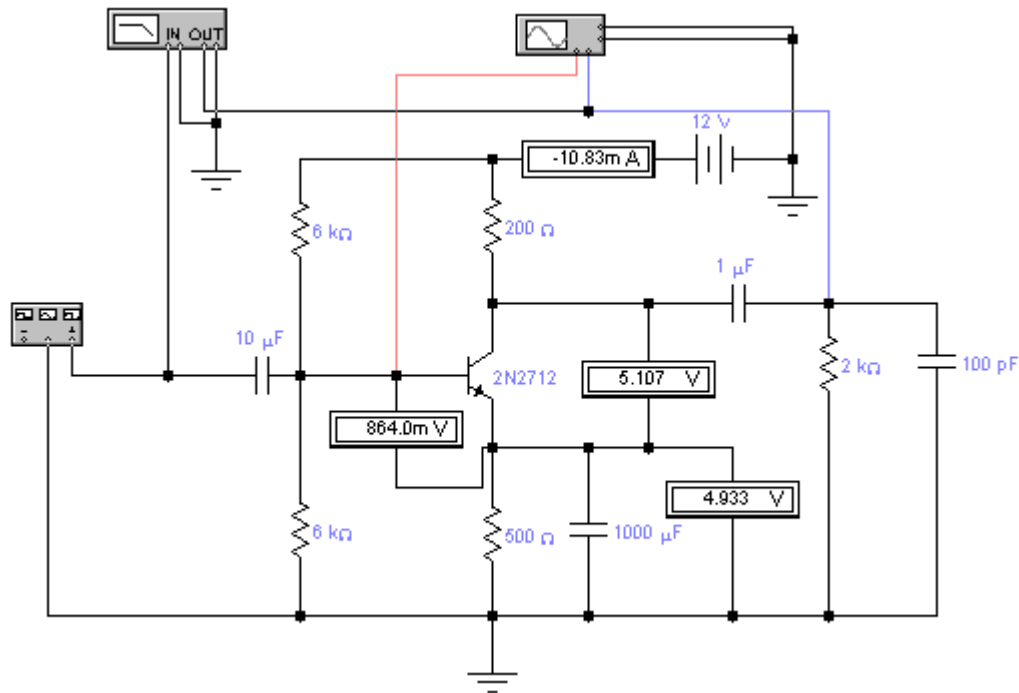 IN OUT
12 V
-10.83m A
6 kΩ
200 Ω
1 µF
10 µF
2N2712
5.107 V
2 kΩ
100 pF
864.0m V
4.933 V
6 kΩ
500 Ω
1000 µF